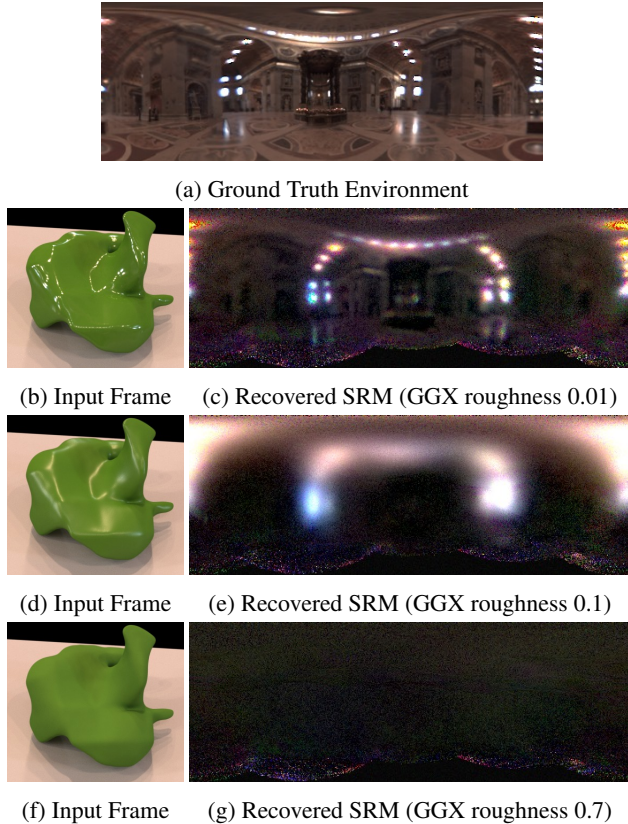 (a) Ground Truth Environment
(b) Input Frame (c) Recovered SRM (GGX roughness 0.01)
(d) Input Frame (e) Recovered SRM (GGX roughness 0.1)
(f) Input Frame (g) Recovered SRM (GGX roughness 0.7)